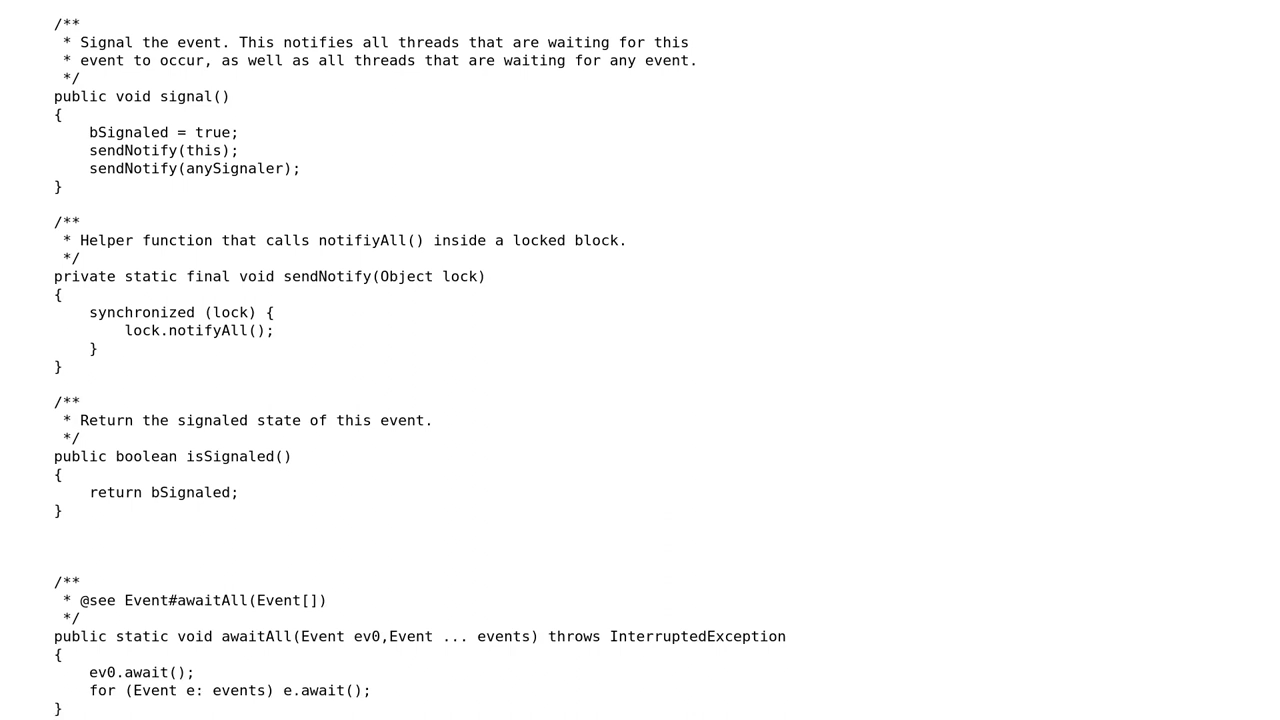 /**
 * Signal the event. This notifies all threads that are waiting for this
 * event to occur, as well as all threads that are waiting for any event.
 */
public void signal()
{
    bSignaled = true;
    sendNotify(this);
    sendNotify(anySignaler);
}
/**
 * Helper function that calls notifiyAll() inside a locked block.
 */
private static final void sendNotify(Object lock)
{
    synchronized (lock) {
        lock.notifyAll();
    }
}
/**
 * Return the signaled state of this event.
 */
public boolean isSignaled()
{
    return bSignaled;
}
/**
 * @see Event#awaitAll(Event[])
 */
public static void awaitAll(Event ev0,Event ... events) throws InterruptedException
{
    ev0.await();
    for (Event e: events) e.await();
}